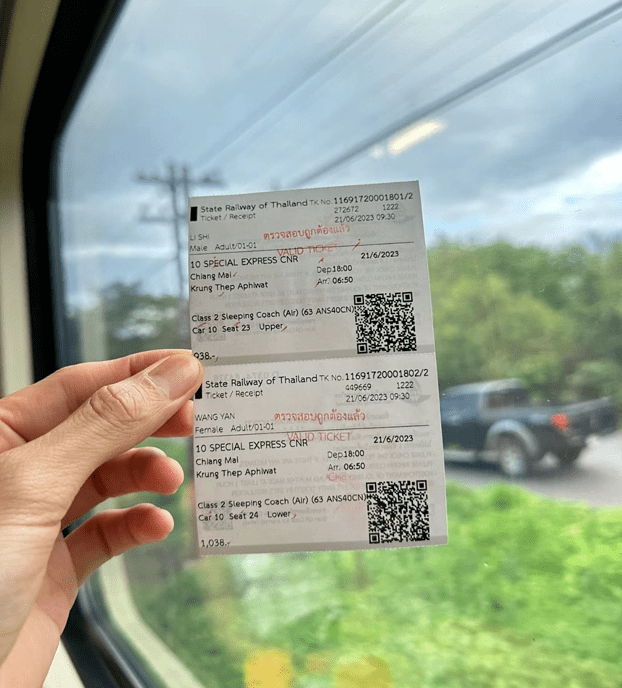 State Railway of Thailand TK No. 11691720001801/2
Ticket / Receipt 272672 1222
21/06/2023 09:30
LI SHI
ตรวจสอบถูกต้องแล้ว
Male Adult/01-01
VALID TICKET
10 SPECIAL EXPRESS CNR 21/6/2023
Chiang Mai Dep.18:00
Krung Thep Aphiwat Arr. 06:50
Class 2 Sleeping Coach (Air) (63 ANS40CN)
Car 10 Seat 23 Upper
938.-
State Railway of Thailand TK No. 11691720001802/2
Ticket / Receipt 449669 1222
21/06/2023 09:30
WANG YAN
ตรวจสอบถูกต้องแล้ว
Female Adult/01-01
VALID TICKET
10 SPECIAL EXPRESS CNR 21/6/2023
Chiang Mai Dep.18:00
Krung Thep Aphiwat Arr. 06:50
Class 2 Sleeping Coach (Air) (63 ANS40CN)
Car 10 Seat 24 Lower
1,038.-